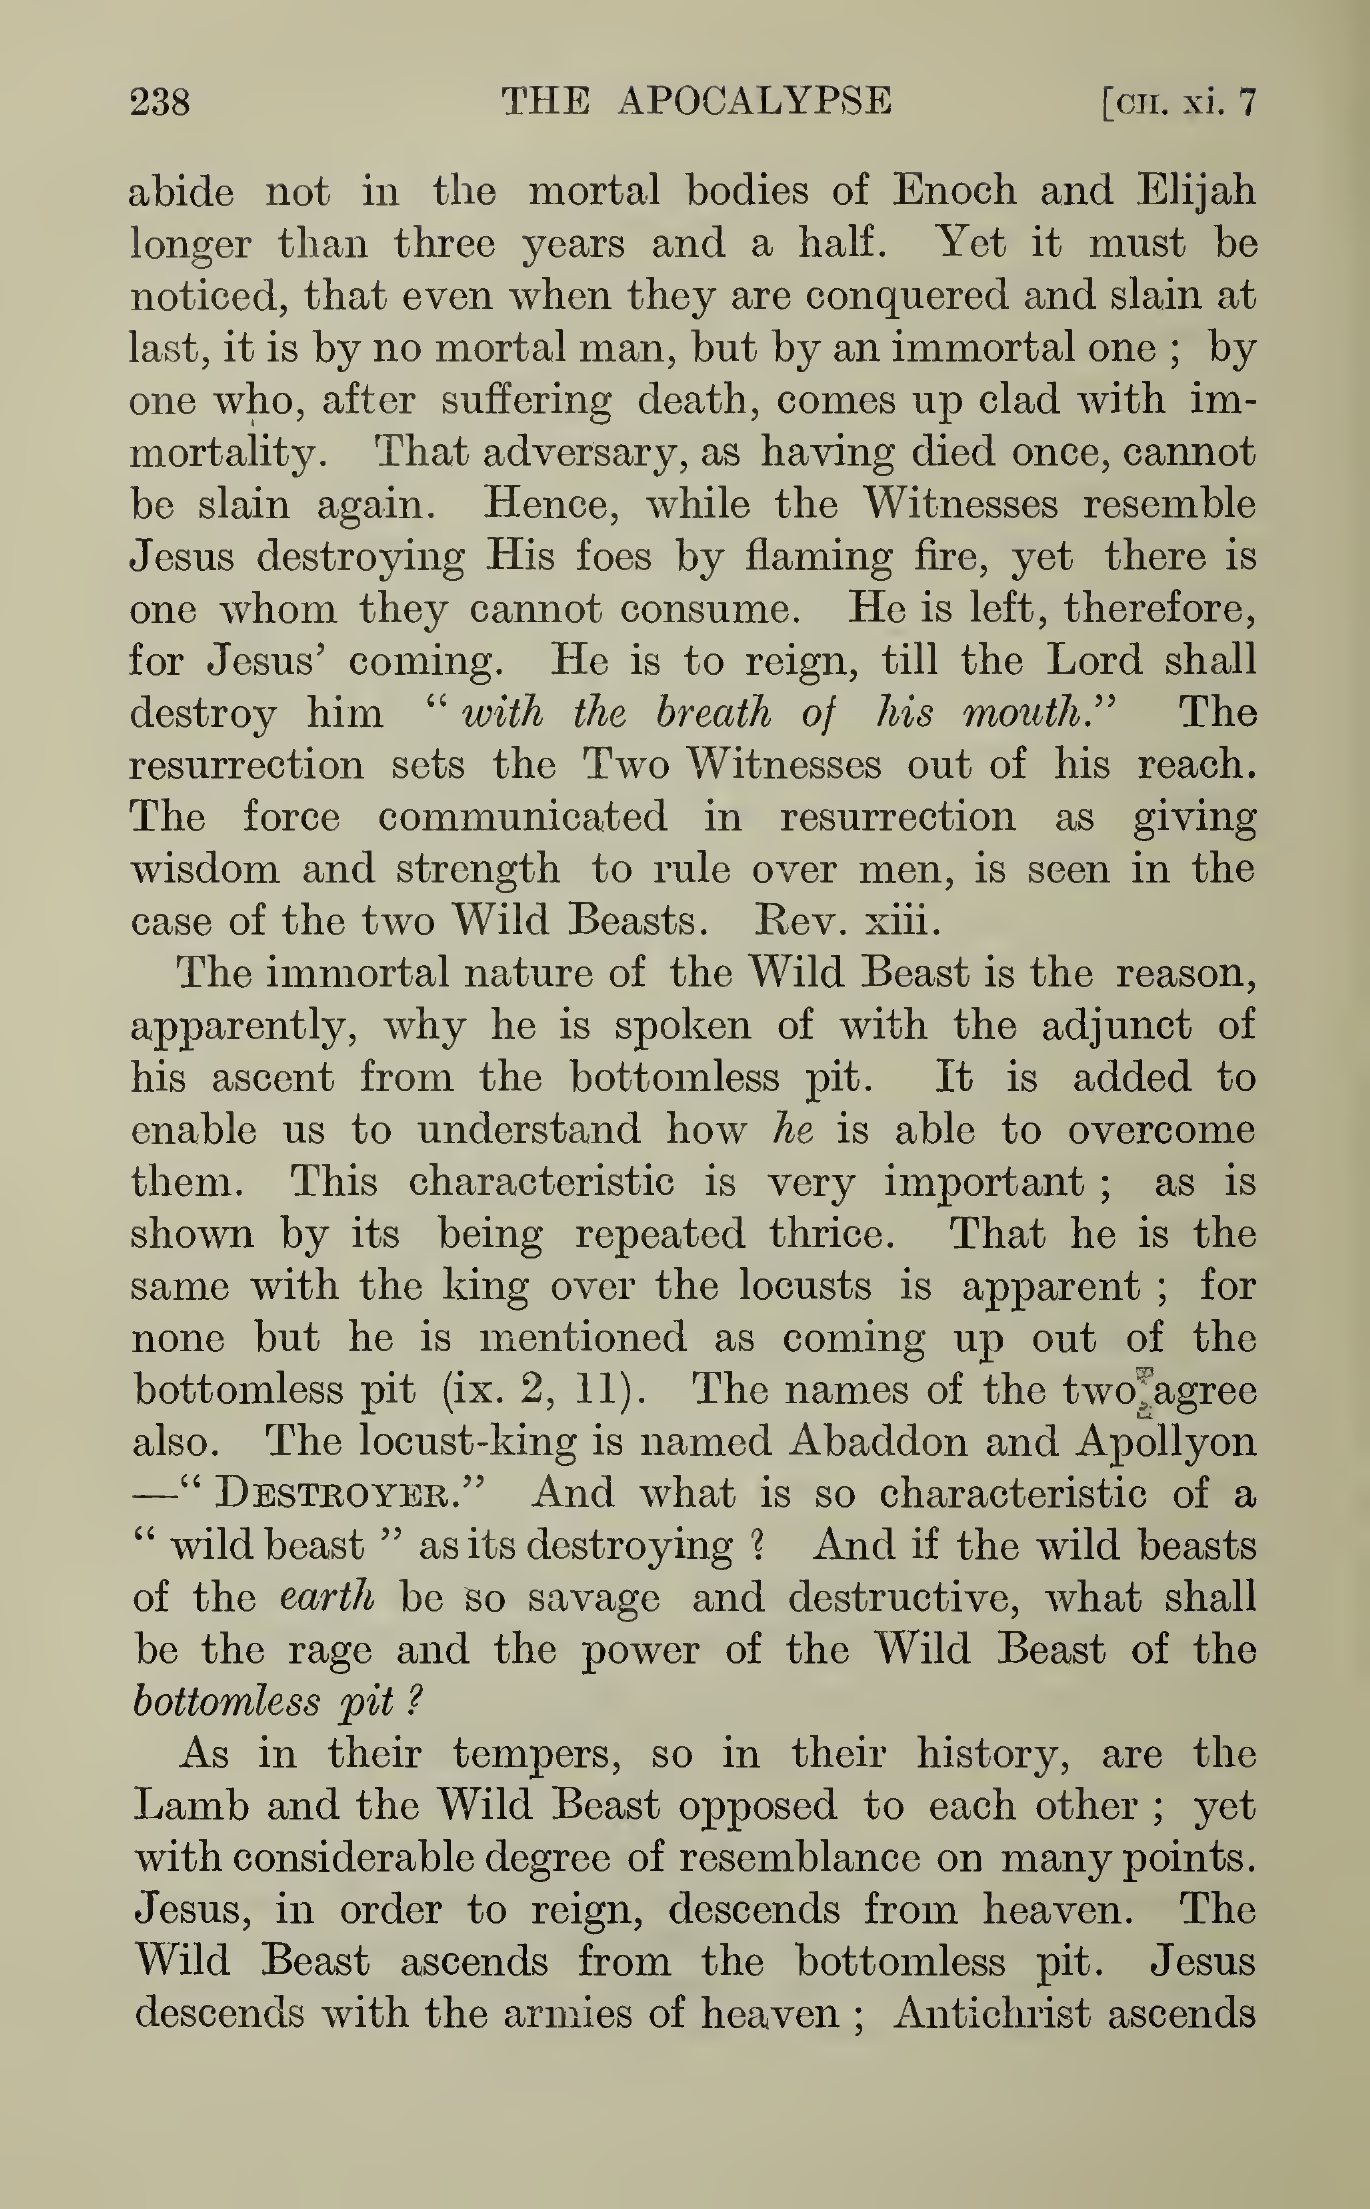 238 THE APOCALYPSE [CH. xi. 7
abide not in the mortal bodies of Enoch and Elijah
longer than three years and a half. Yet it must be
noticed, that even when they are conquered and slain at
last, it is by no mortal man, but by an immortal one ; by
one who, after suffering death, comes up clad with im-
mortality. That adversary, as having died once, cannot
be slain again. Hence, while the Witnesses resemble
Jesus destroying His foes by flaming fire, yet there is
one whom they cannot consume. He is left, therefore,
for Jesus’ coming. He is to reign, till the Lord shall
destroy him “ with the breath of his mouth.” The
resurrection sets the Two Witnesses out of his reach.
The force communicated in resurrection as giving
wisdom and strength to rule over men, is seen in the
case of the two Wild Beasts. Rev. xiii.
The immortal nature of the Wild Beast is the reason,
apparently, why he is spoken of with the adjunct of
his ascent from the bottomless pit. It is added to
enable us to understand how he is able to overcome
them. This characteristic is very important ; as is
shown by its being repeated thrice. That he is the
same with the king over the locusts is apparent ; for
none but he is mentioned as coming up out of the
bottomless pit (ix. 2, 11). The names of the two agree
also. The locust-king is named Abaddon and Apollyon
—“ DESTROYER.” And what is so characteristic of a
“ wild beast ” as its destroying ? And if the wild beasts
of the earth be so savage and destructive, what shall
be the rage and the power of the Wild Beast of the
bottomless pit ?
As in their tempers, so in their history, are the
Lamb and the Wild Beast opposed to each other ; yet
with considerable degree of resemblance on many points.
Jesus, in order to reign, descends from heaven. The
Wild Beast ascends from the bottomless pit. Jesus
descends with the armies of heaven ; Antichrist ascends